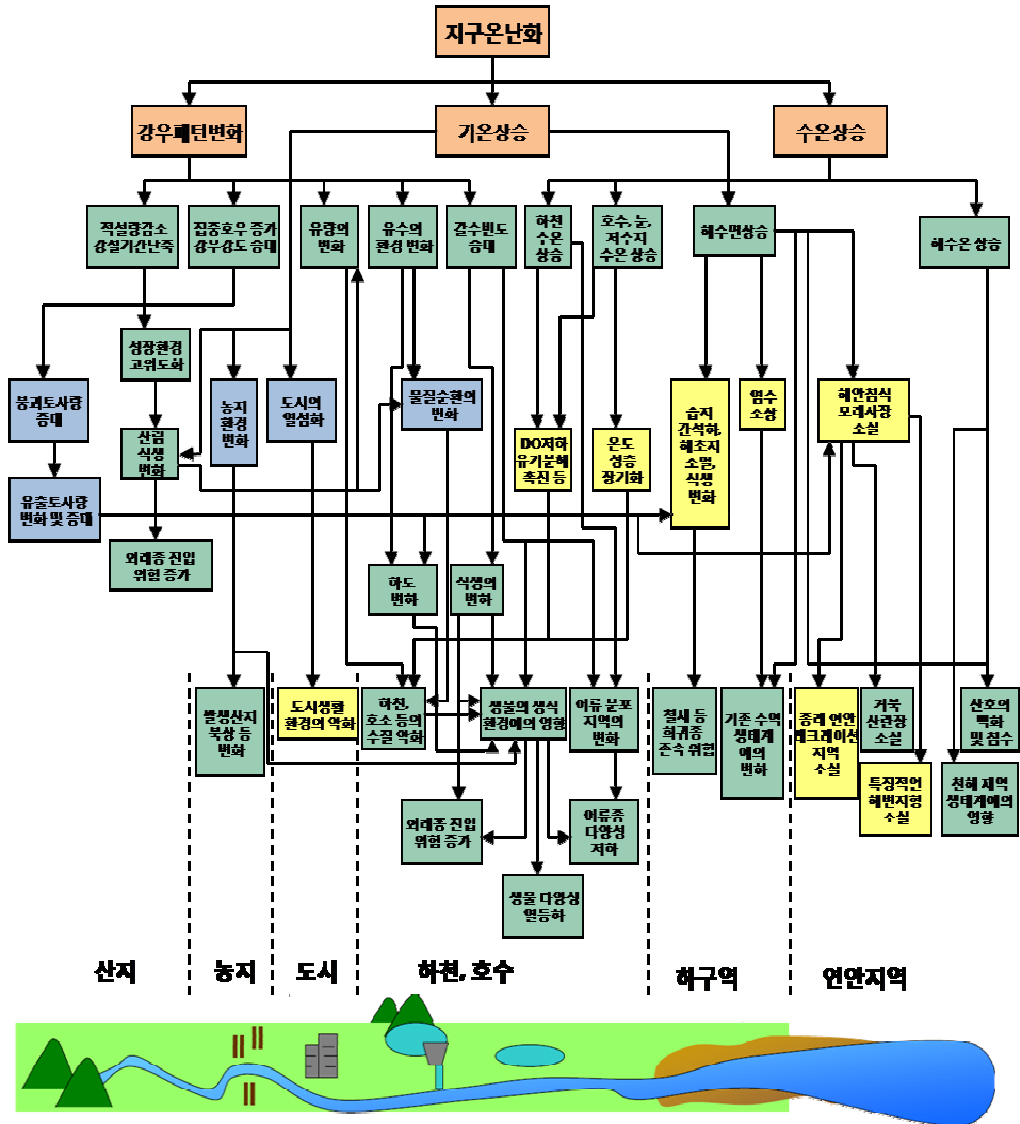 지구온난화
강우패턴변화
기온상승
수온상승
적설량감소
강설기간단축
집중호우 증가
강우강도 증대
유량의
변화
유수의
환경 변화
갈수빈도
증대
하천
수온
상승
호수, 늪,
저수지
수온 상승
해수면상승
해수온 상승
성장환경
고위도화
붕괴토사량
증대
농지
환경
변화
도시의
열섬화
물질순환의
변화
습지
간석하,
해조지
소멸,
식생
변화
염수
소상
해안침식
모래사장
소실
산림
식생
변화
DO저하
유기분해
촉진 등
온도
성층
장기화
유출토사량
변화 및 증대
외래종 진입
위험 증가
하도
변화
식생의
변화
쌀생산지
북상 등
변화
도시생활
환경의 악화
하천,
호소 등의
수질 악화
생물의 생식
환경에의 영향
어류 분포
지역의
변화
철새 등
희귀종
존속 위협
기존 수역
생태계
에의
변화
종래 연안
레크레이션
지역
소실
거북
산란장
소실
산호의
백화
및 침수
특징적인
해변지형
소실
천해 지역
생태계에의
영향
외래종 진입
위험 증가
어류종
다양성
저하
생물 다양성
열등화
산지
농지
도시
하천, 호수
하구역
연안지역